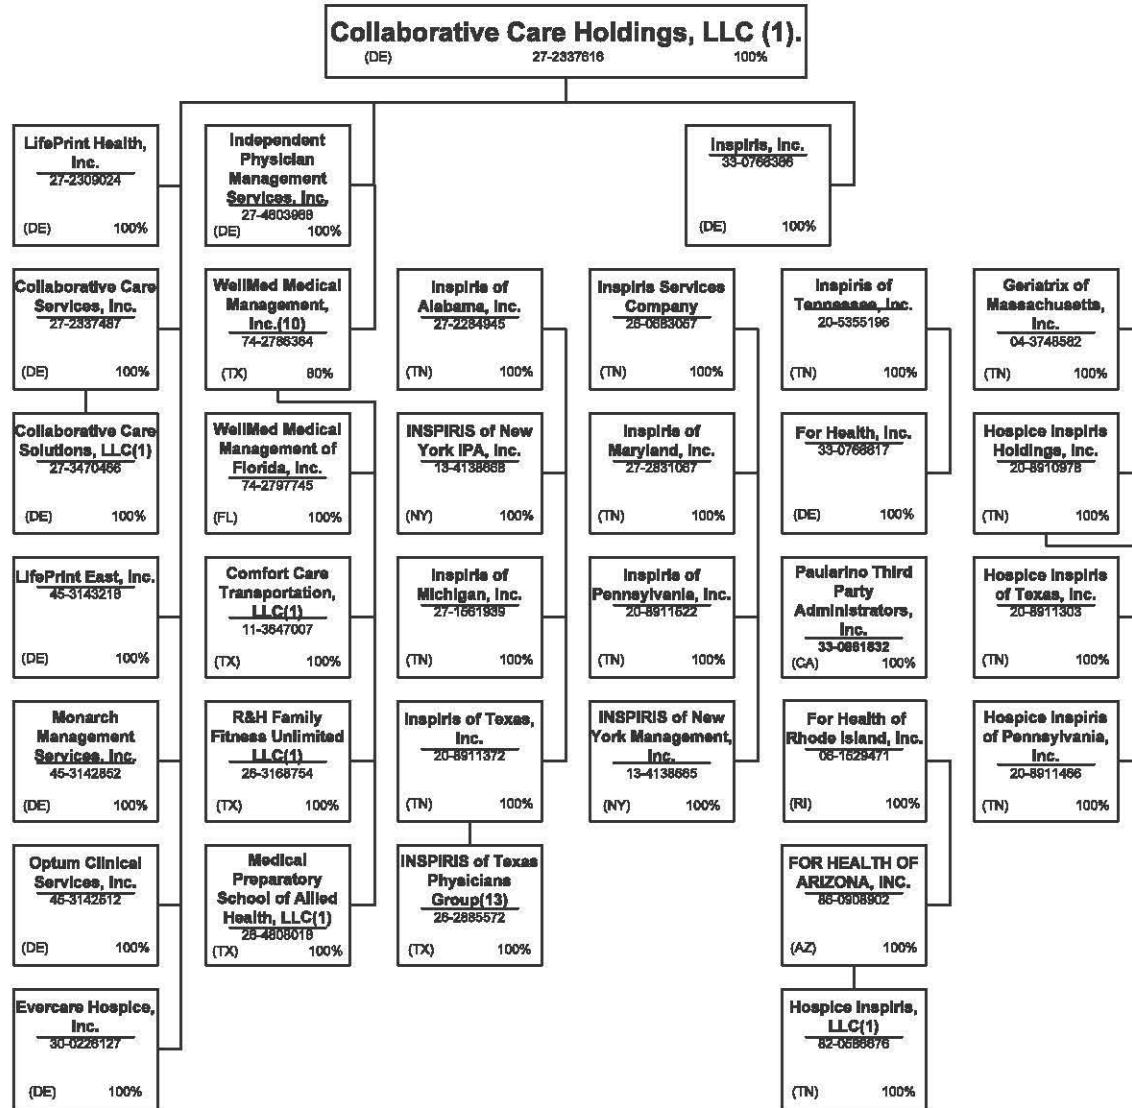 Collaborative Care Holdings, LLC (1).
(DE) 27-2337616 100%
LifePrint Health,
Inc.
27-2309024
(DE) 100%
Independent
Physician
Management
Services, Inc.
27-4603988
(DE) 100%
Inspiris, Inc.
33-0766386
(DE) 100%
Collaborative Care
Services, Inc.
27-2337487
(DE) 100%
WellMed Medical
Management,
Inc.(10)
74-2786364
(TX) 80%
Inspiris of
Alabama, Inc.
27-2284945
(TN) 100%
Inspiris Services
Company
26-0683057
(TN) 100%
Inspiris of
Tennessee, Inc.
20-5355196
(TN) 100%
Geriatrix of
Massachusetts,
Inc.
04-3748582
(TN) 100%
Collaborative Care
Solutions, LLC(1)
27-3470466
(DE) 100%
WellMed Medical
Management of
Florida, Inc.
74-2797745
(FL) 100%
INSPIRIS of New
York IPA, Inc.
13-4138668
(NY) 100%
Inspiris of
Maryland, Inc.
27-2831067
(TN) 100%
For Health, Inc.
33-0766617
(DE) 100%
Hospice Inspiris
Holdings, Inc.
20-8910978
(TN) 100%
LifePrint East, Inc.
45-3143218
(DE) 100%
Comfort Care
Transportation,
LLC(1)
11-3647007
(TX) 100%
Inspiris of
Michigan, Inc.
27-1561939
(TN) 100%
Inspiris of
Pennsylvania, Inc.
20-8911522
(TN) 100%
Paularino Third
Party
Administrators,
Inc.
33-0861532
(CA) 100%
Hospice Inspiris
of Texas, Inc.
20-8911303
(TN) 100%
Monarch
Management
Services, Inc.
45-3142852
(DE) 100%
R&H Family
Fitness Unlimited
LLC(1)
26-3168754
(TX) 100%
Inspiris of Texas,
Inc.
20-8911372
(TN) 100%
INSPIRIS of New
York Management,
Inc.
13-4138665
(NY) 100%
For Health of
Rhode Island, Inc.
06-1529471
(RI) 100%
Hospice Inspiris
of Pennsylvania,
Inc.
20-8911466
(TN) 100%
Optum Clinical
Services, Inc.
45-3142512
(DE) 100%
Medical
Preparatory
School of Allied
Health, LLC(1)
26-4808018
(TX) 100%
INSPIRIS of Texas
Physicians
Group(13)
26-2885572
(TX) 100%
FOR HEALTH OF
ARIZONA, INC.
86-0908902
(AZ) 100%
Evercare Hospice,
Inc.
30-0226127
(DE) 100%
Hospice Inspiris,
LLC(1)
82-0586676
(TN) 100%